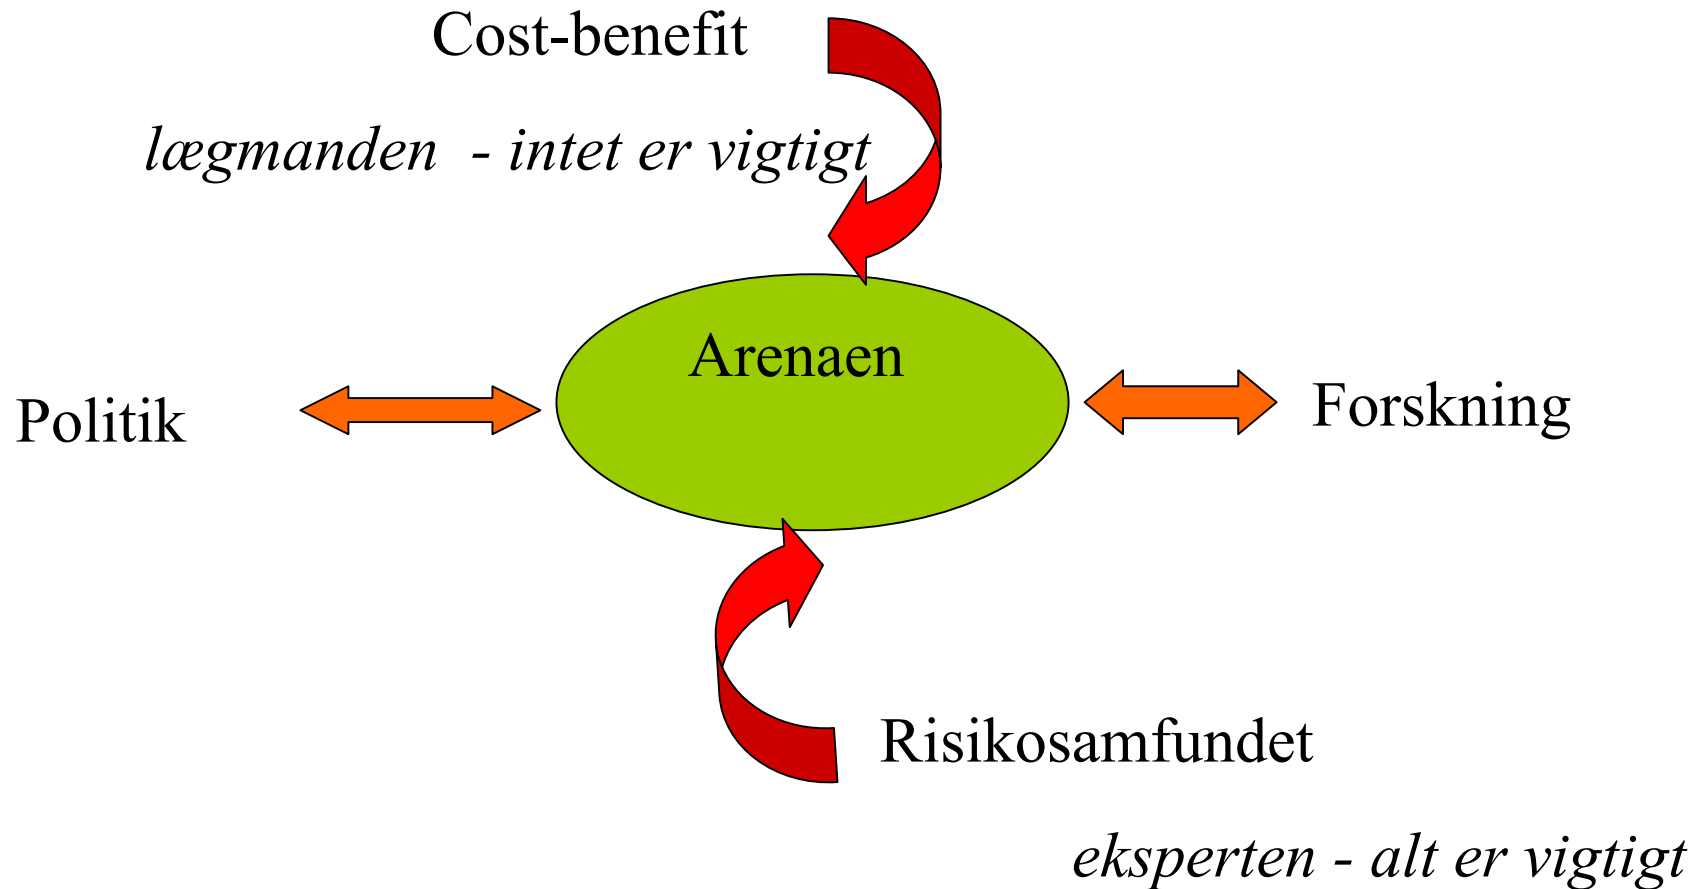 Cost-benefit
lægmanden - intet er vigtigt
Arenaen
Politik
Forskning
Risikosamfundet
eksperten - alt er vigtigt